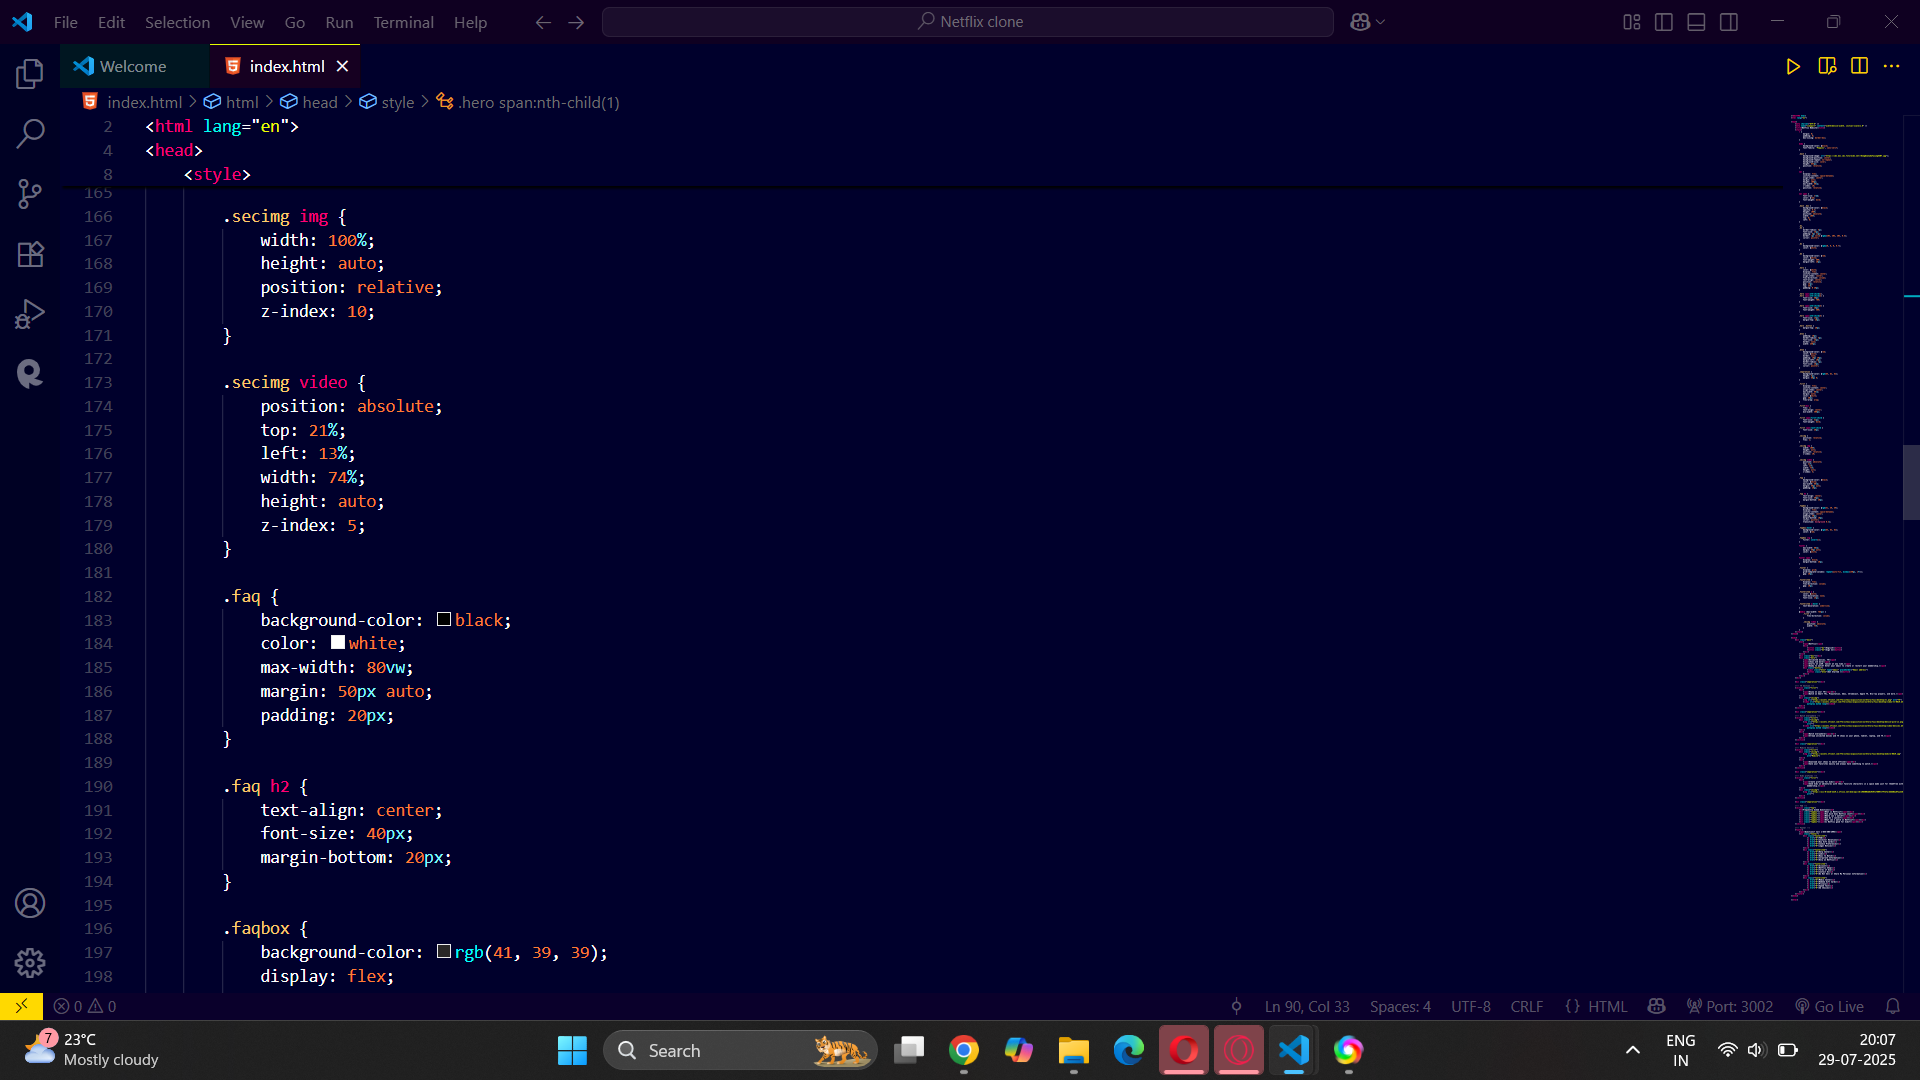 File Edit Selection View Go Run Terminal Help Netflix clone
Welcome index.html
index.html > html > head > style > .hero span:nth-child(1)
2 <html lang="en">
4 <head>
8 <style>
165
166 .secimg img {
167 width: 100%;
168 height: auto;
169 position: relative;
170 z-index: 10;
171 }
172
173 .secimg video {
174 position: absolute;
175 top: 21%;
176 left: 13%;
177 width: 74%;
178 height: auto;
179 z-index: 5;
180 }
181
182 .faq {
183 background-color: black;
184 color: white;
185 max-width: 80vw;
186 margin: 50px auto;
187 padding: 20px;
188 }
189
190 .faq h2 {
191 text-align: center;
192 font-size: 40px;
193 margin-bottom: 20px;
194 }
195
196 .faqbox {
197 background-color: rgb(41, 39, 39);
198 display: flex;
0 0 Ln 90, Col 33 Spaces: 4 UTF-8 CRLF {} HTML Port: 3002 Go Live
7 23°C
Mostly cloudy
Search
ENG
IN
20:07
29-07-2025